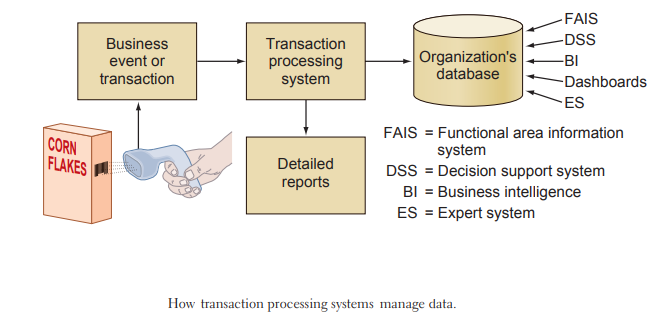 Business
event or
transaction
Transaction
processing
system
Organization's
database
FAIS
DSS
BI
Dashboards
ES
CORN
FLAKES
Detailed
reports
FAIS = Functional area information
system
DSS = Decision support system
BI = Business intelligence
ES = Expert system
How transaction processing systems manage data.